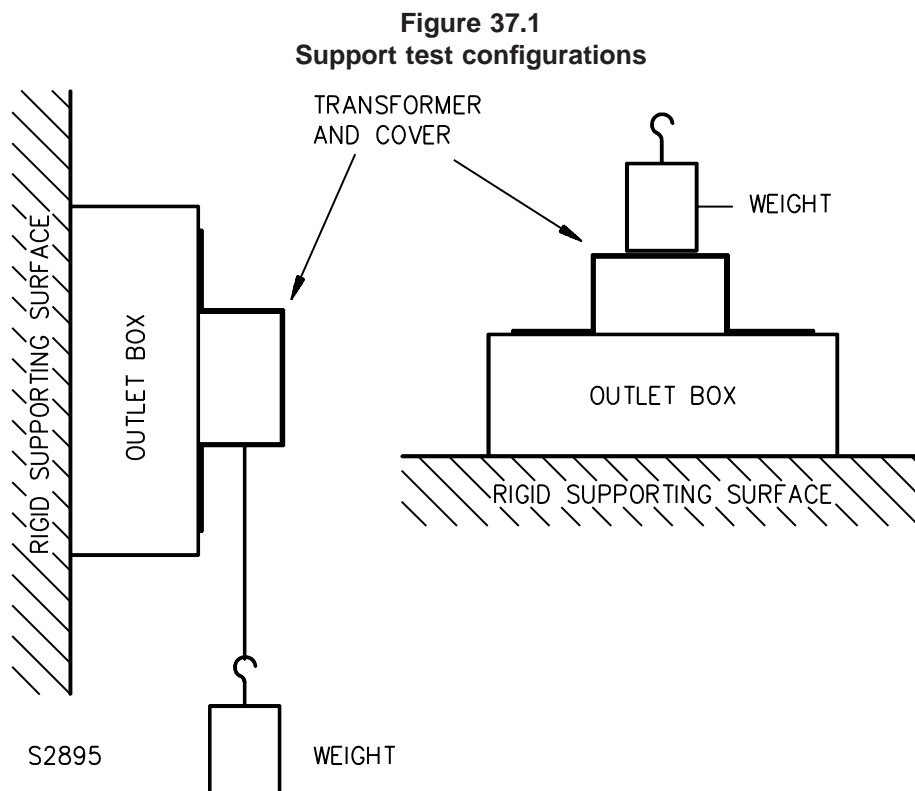 Figure 37.1
Support test configurations
TRANSFORMER
AND COVER
WEIGHT
RIGID SUPPORTING SURFACE
OUTLET BOX
OUTLET BOX
RIGID SUPPORTING SURFACE
S2895
WEIGHT